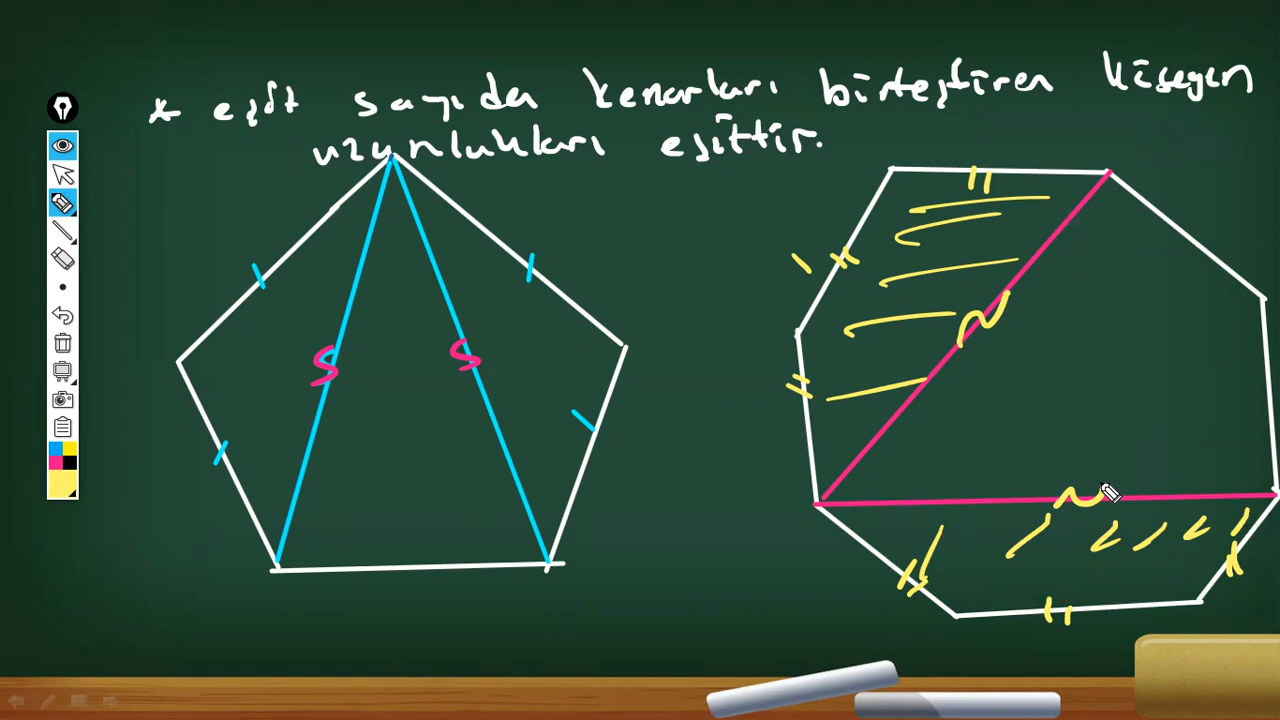 * eşit sayıda kenarları birleştiren köşegen
uzunlukları eşittir.